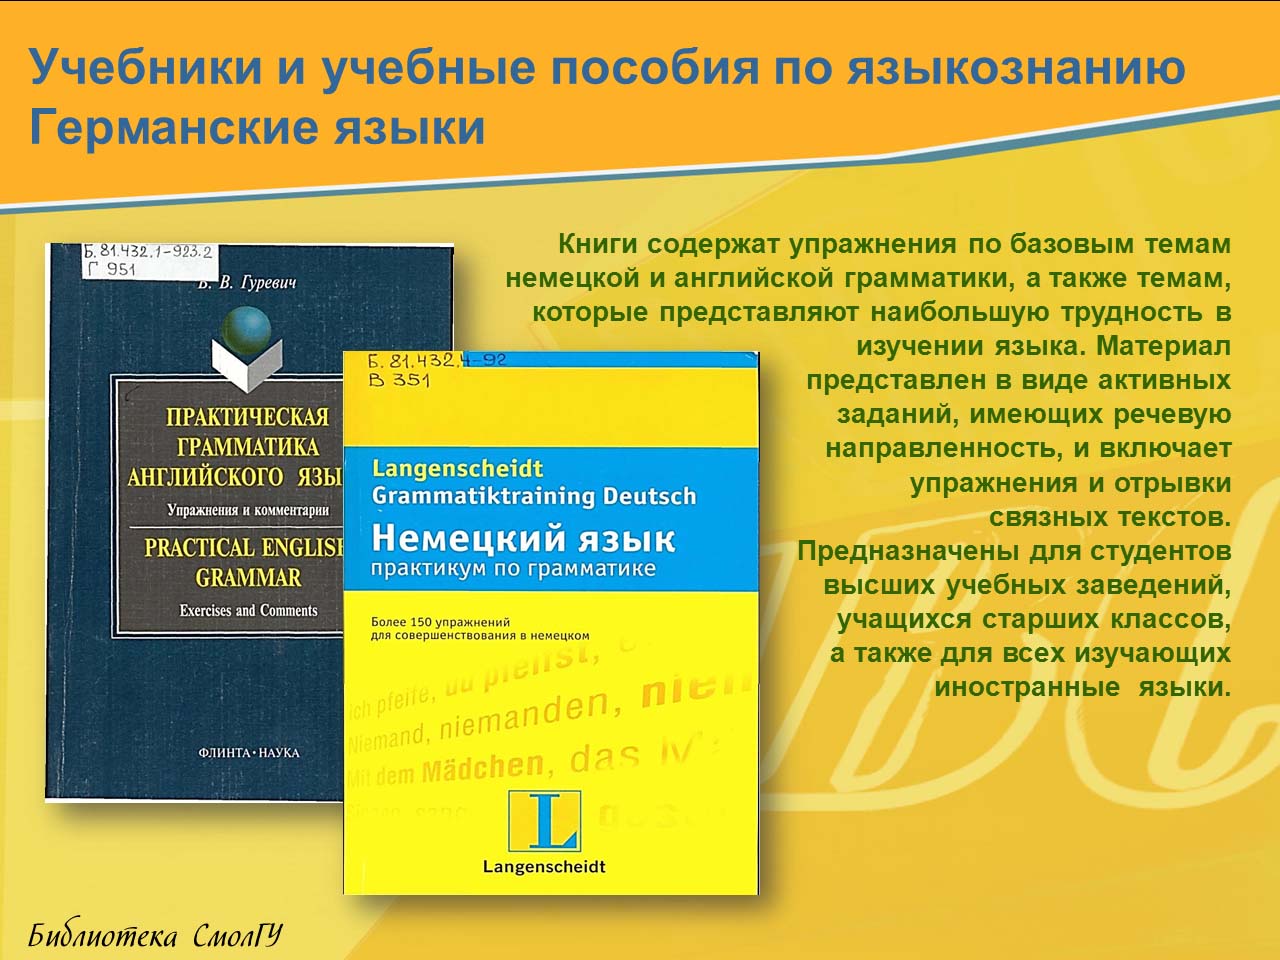 Учебники и учебные пособия по языкознанию
Германские языки
Книги содержат упражнения по базовым темам
немецкой и английской грамматики, а также темам,
которые представляют наибольшую трудность в
изучении языка. Материал
представлен в виде активных
заданий, имеющих речевую
направленность, и включает
упражнения и отрывки
связных текстов.
Предназначены для студентов
высших учебных заведений,
учащихся старших классов,
а также для всех изучающих
иностранные языки.
Б. 81.432.1-923.2
Г 951
В. В. Гуревич
ПРАКТИЧЕСКАЯ
ГРАММАТИКА
АНГЛИЙСКОГО ЯЗЫ
Упражнения и комментарии
PRACTICAL ENGLISH
GRAMMAR
Exercises and Comments
ФЛИНТА • НАУКА
Б. 81.432.4-92
В 351
Langenscheidt
Grammatiktraining Deutsch
Немецкий язык
практикум по грамматике
Более 150 упражнений
для совершенствования в немецком
ich pfeife, du pfeifst,
Niemand, niemanden, niem
Mit dem Mädchen, das
L
Langenscheidt
Библиотека СмолГУ